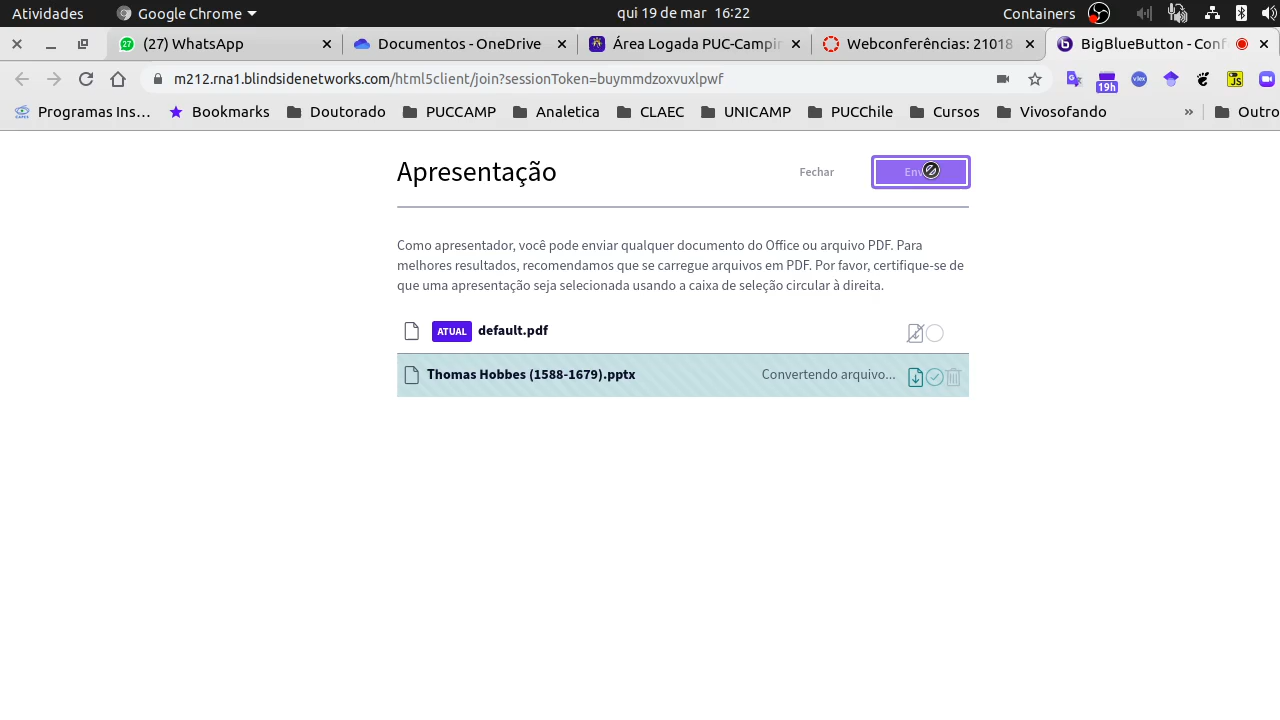 Atividades Google Chrome qui 19 de mar 16:22 Containers
(27) WhatsApp Documentos - OneDrive Área Logada PUC-Campin Webconferências: 21018 BigBlueButton - Conf
m212.rna1.blindsidenetworks.com/html5client/join?sessionToken=buymmdzoxvuxlpwf 19h
Programas Ins… Bookmarks Doutorado PUCCAMP Analetica CLAEC UNICAMP PUCChile Cursos Vivosofando » Outro
Apresentação Fechar
Como apresentador, você pode enviar qualquer documento do Office ou arquivo PDF. Para
melhores resultados, recomendamos que se carregue arquivos em PDF. Por favor, certifique-se de
que uma apresentação seja selecionada usando a caixa de seleção circular à direita.
ATUAL default.pdf
Thomas Hobbes (1588-1679).pptx Convertendo arquivo...